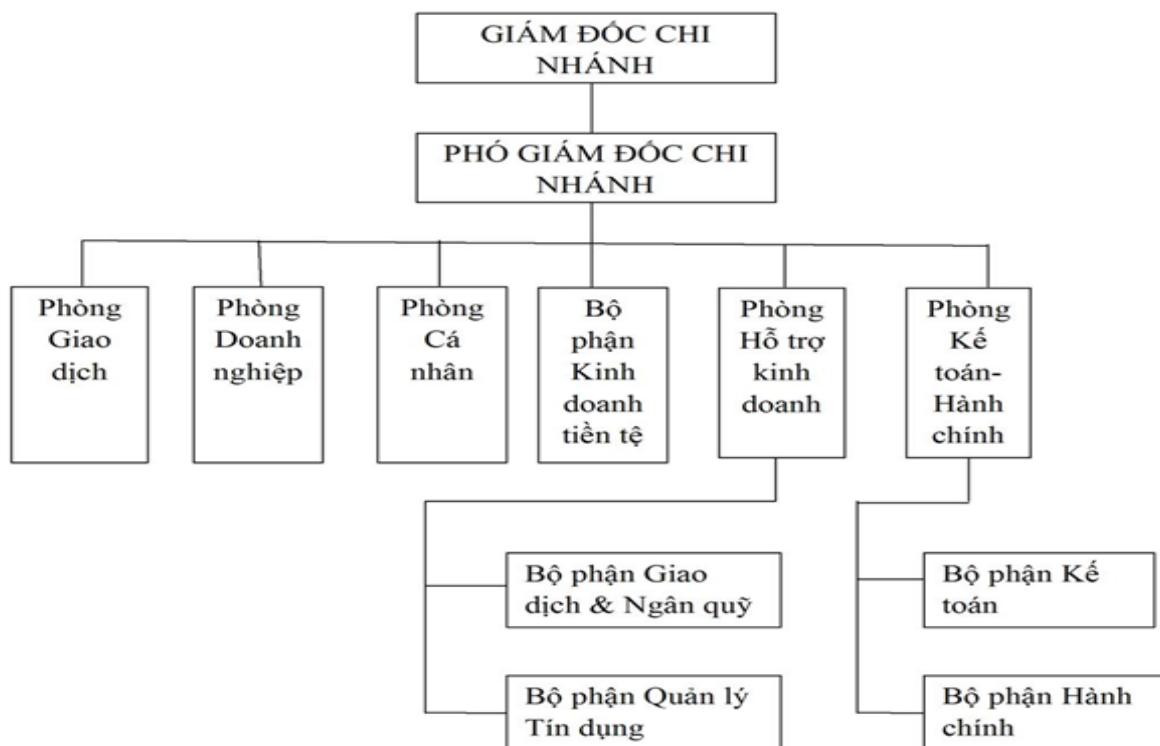 GIÁM ĐỐC CHI
NHÁNH
PHÓ GIÁM ĐỐC CHI
NHÁNH
Phòng
Giao
dịch
Phòng
Doanh
nghiệp
Phòng
Cá
nhân
Bộ
phận
Kinh
doanh
tiền tệ
Phòng
Hỗ trợ
kinh
doanh
Phòng
Kế
toán-
Hành
chính
Bộ phận Giao
dịch & Ngân quỹ
Bộ phận Quản lý
Tín dụng
Bộ phận Kế
toán
Bộ phận Hành
chính